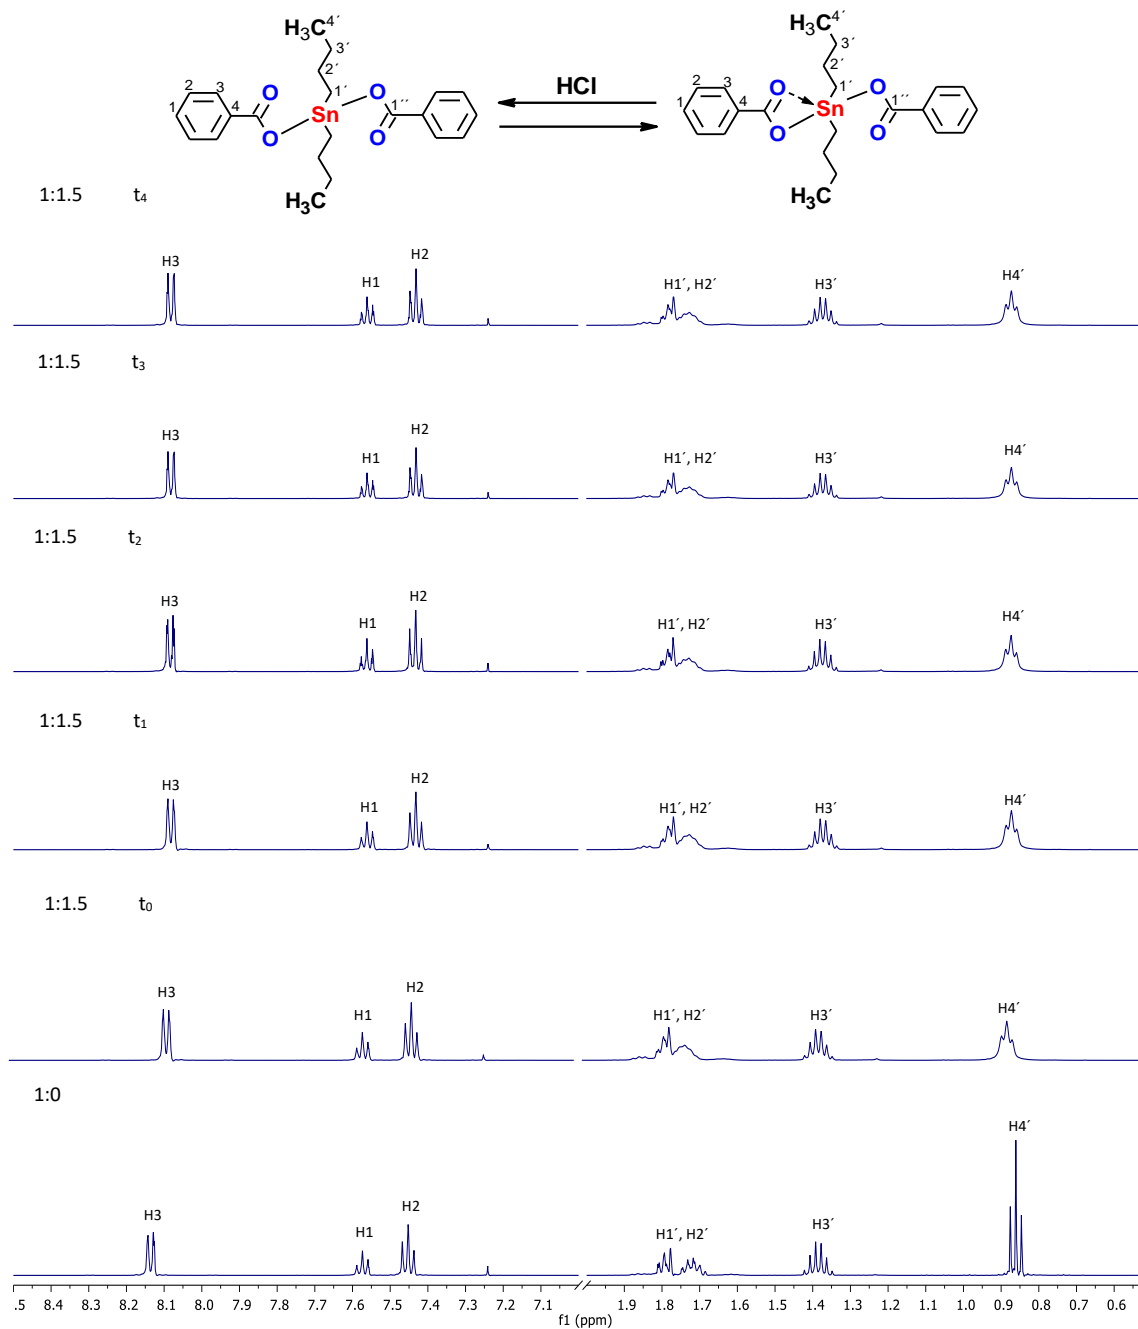 H₃C 4´ H₃C 4´
3´ 3´
2´ 2´
2 3 1´ O HCl 2 3 O 1´ O
1 4 O Sn O 1´´ 1 4 O Sn O 1´´
O O O O
H₃C H₃C
1:1.5 t₄
H3 H1 H2 H1´, H2´ H3´ H4´
1:1.5 t₃
H3 H1 H2 H1´, H2´ H3´ H4´
1:1.5 t₂
H3 H1 H2 H1´, H2´ H3´ H4´
1:1.5 t₁
H3 H1 H2 H1´, H2´ H3´ H4´
1:1.5 t₀
H3 H1 H2 H1´, H2´ H3´ H4´
1:0
H3 H1 H2 H1´, H2´ H3´ H4´
.5 8.4 8.3 8.2 8.1 8.0 7.9 7.8 7.7 7.6 7.5 7.4 7.3 7.2 7.1 1.9 1.8 1.7 1.6 1.5 1.4 1.3 1.2 1.1 1.0 0.9 0.8 0.7 0.6
f1 (ppm)